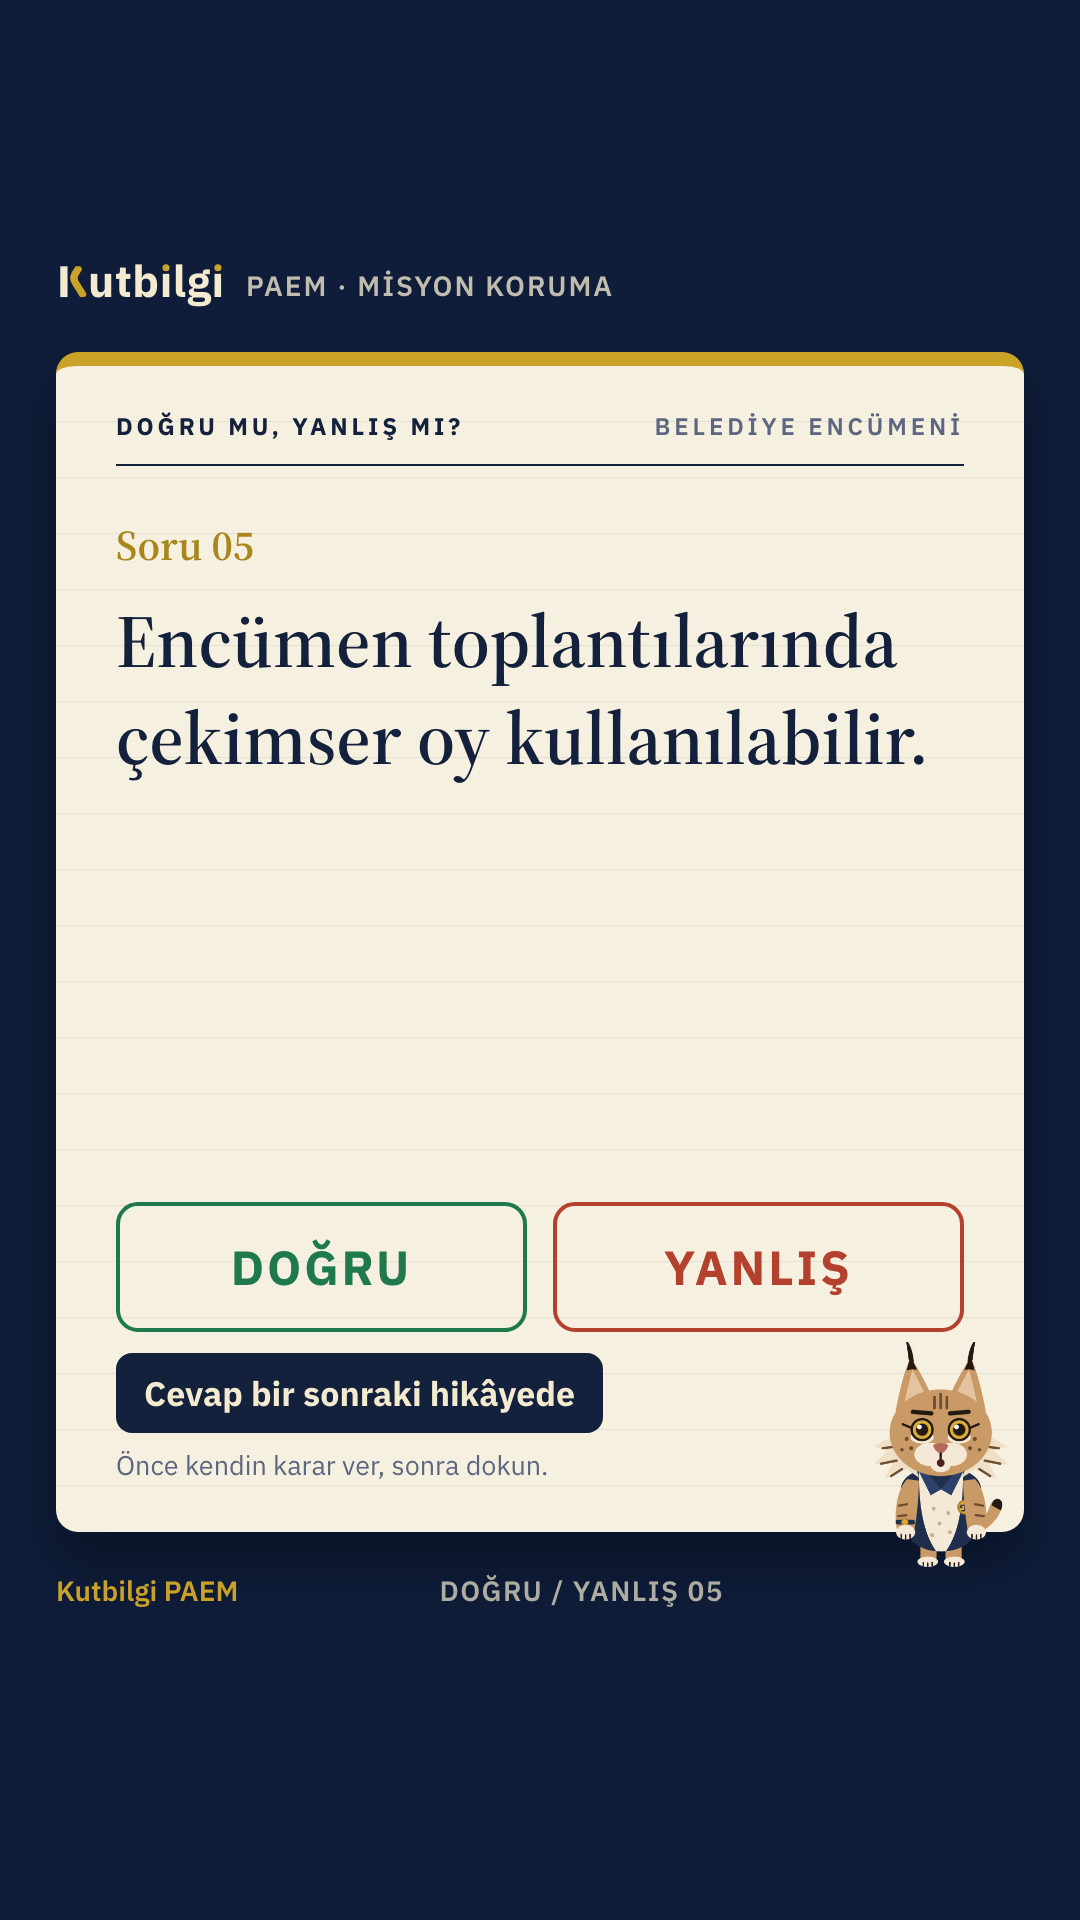 Kutbilgi PAEM · MİSYON KORUMA
DOĞRU MU, YANLIŞ MI? BELEDİYE ENCÜMENİ
Soru 05
Encümen toplantılarında
çekimser oy kullanılabilir.
DOĞRU YANLIŞ
Cevap bir sonraki hikâyede
Önce kendin karar ver, sonra dokun.
Kutbilgi PAEM DOĞRU / YANLIŞ 05